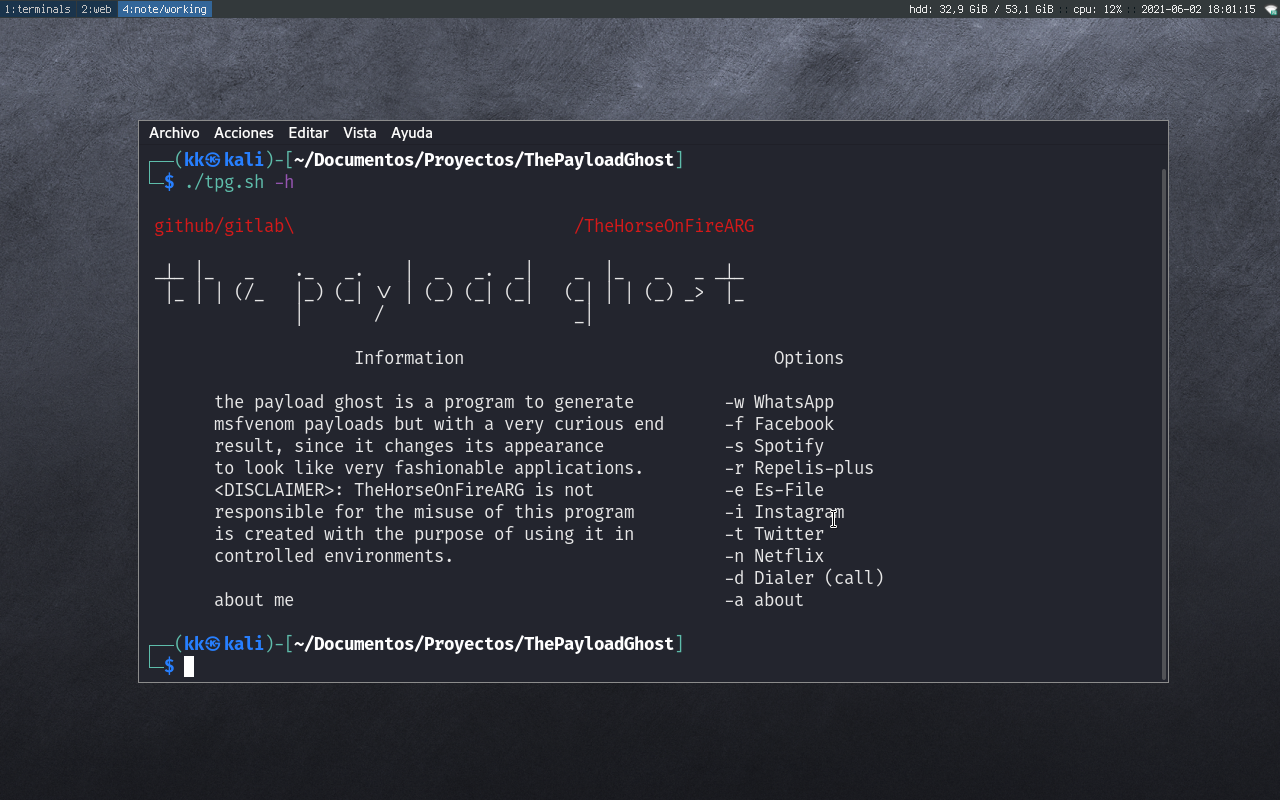 1:terminals 2:web 4:note/working hdd: 32,9 GiB / 53,1 GiB :: cpu: 12% :: 2021-06-02 18:01:15
Archivo Acciones Editar Vista Ayuda
┌──(kk㉿kali)-[~/Documentos/Proyectos/ThePayloadGhost]
└─$ ./tpg.sh -h
github/gitlab\ /TheHorseOnFireARG
the payload ghost
Information Options
the payload ghost is a program to generate -w WhatsApp
msfvenom payloads but with a very curious end -f Facebook
result, since it changes its appearance -s Spotify
to look like very fashionable applications. -r Repelis-plus
<DISCLAIMER>: TheHorseOnFireARG is not -e Es-File
responsible for the misuse of this program -i Instagram
is created with the purpose of using it in -t Twitter
controlled environments. -n Netflix
-d Dialer (call)
about me -a about
┌──(kk㉿kali)-[~/Documentos/Proyectos/ThePayloadGhost]
└─$